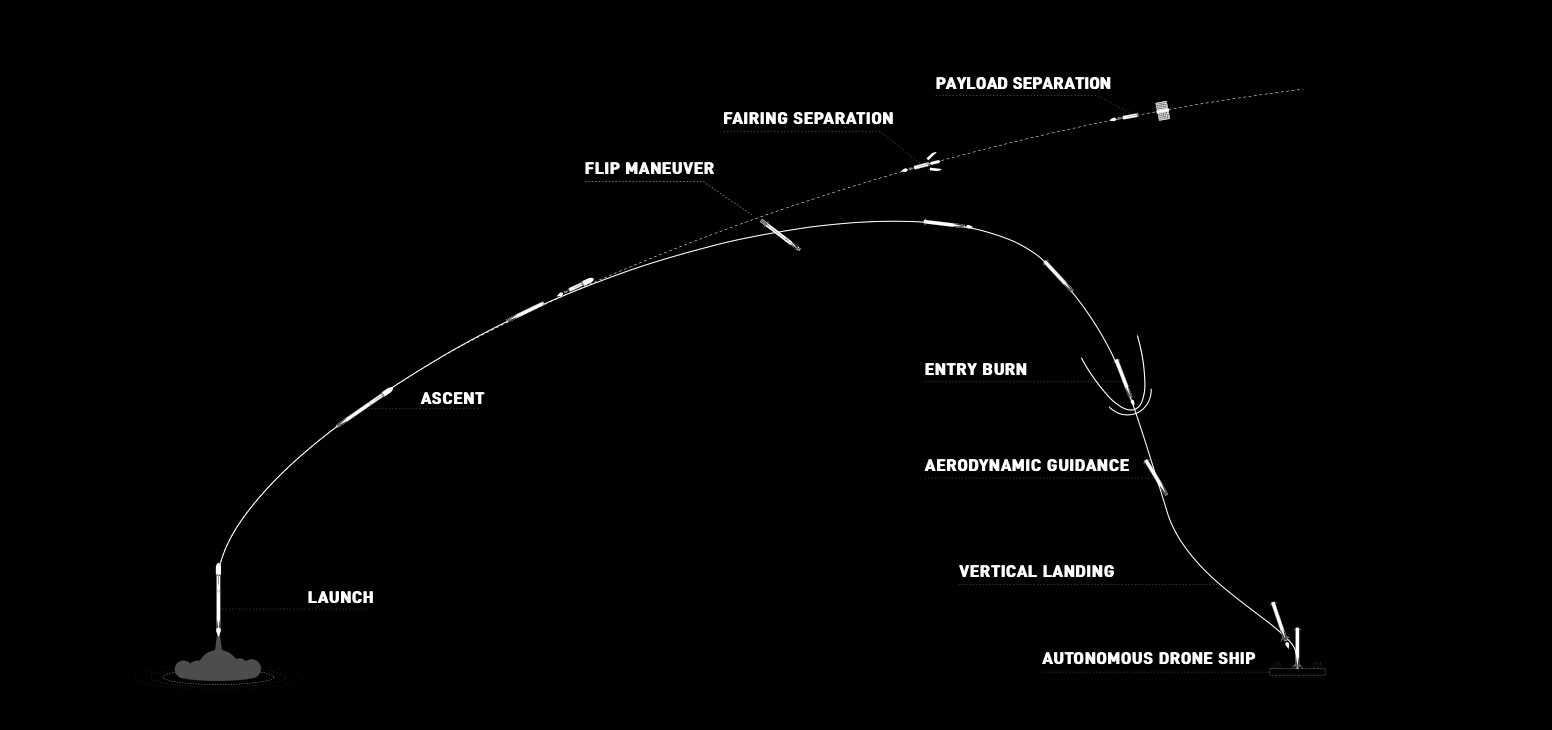 PAYLOAD SEPARATION
FAIRING SEPARATION
FLIP MANEUVER
ENTRY BURN
ASCENT
AERODYNAMIC GUIDANCE
VERTICAL LANDING
LAUNCH
AUTONOMOUS DRONE SHIP